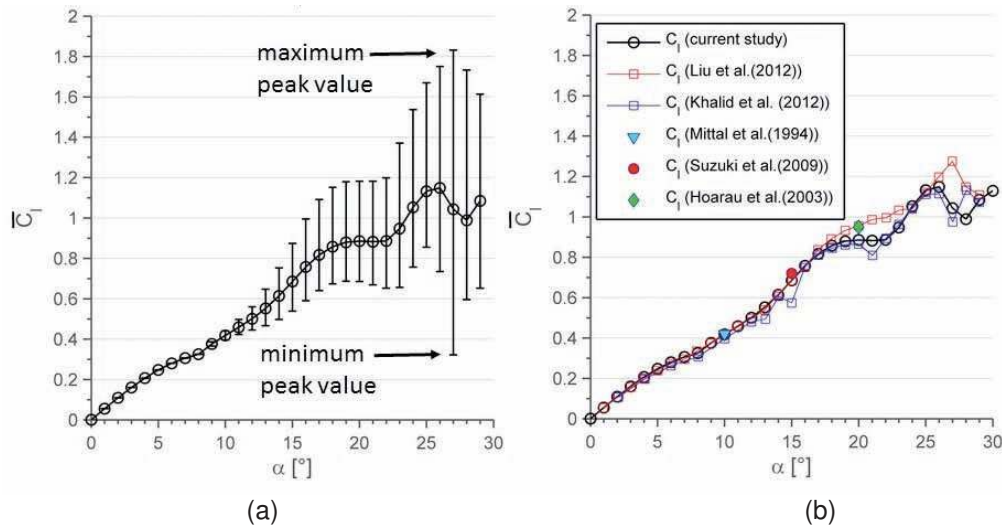 2
1.8
1.6
1.4
1.2
C̅l
1
0.8
0.6
0.4
0.2
0
maximum
peak value
minimum
peak value
0 5 10 15 20 25 30
α [°]
(a)
2
1.8
1.6
1.4
1.2
C̅l
1
0.8
0.6
0.4
0.2
0
Cl (current study)
Cl (Liu et al.(2012))
Cl (Khalid et al. (2012))
Cl (Mittal et al.(1994))
Cl (Suzuki et al.(2009))
Cl (Hoarau et al.(2003))
0 5 10 15 20 25 30
α [°]
(b)